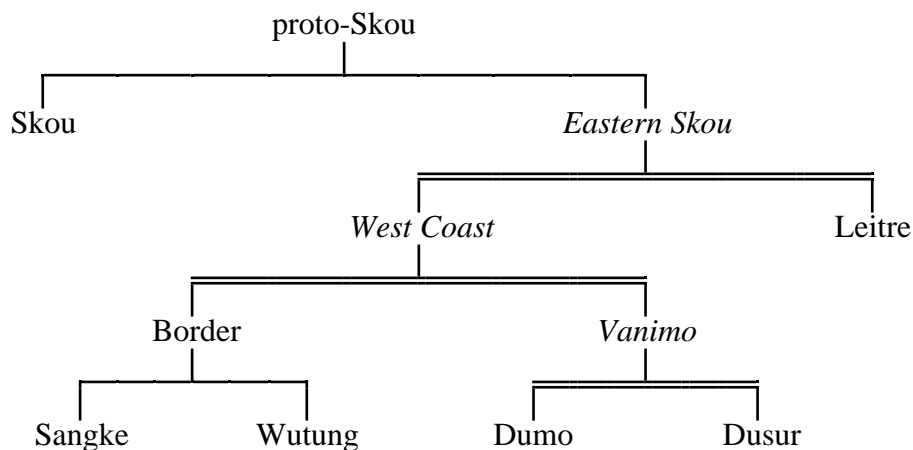 proto-Skou
Skou Eastern Skou
West Coast Leitre
Border Vanimo
Sangke Wutung Dumo Dusur